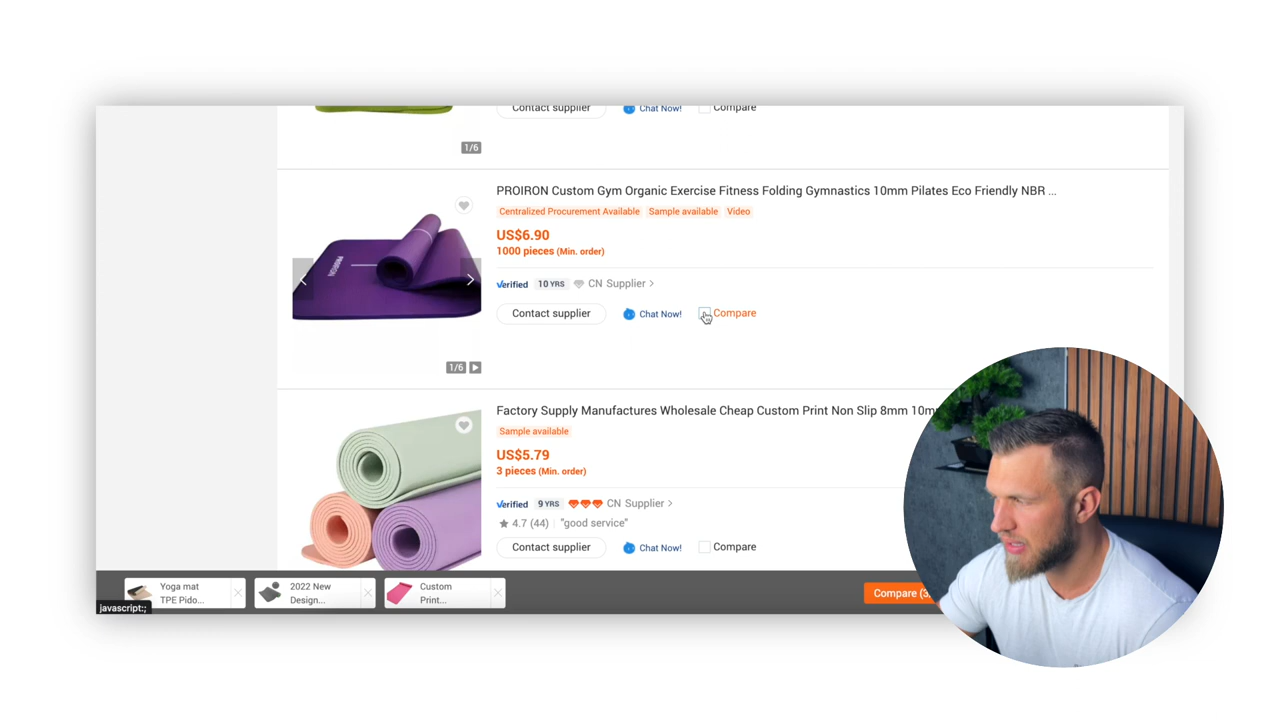 Contact supplier
Chat Now!
Compare
1/6
PROIRON Custom Gym Organic Exercise Fitness Folding Gymnastics 10mm Pilates Eco Friendly NBR ...
Centralized Procurement Available Sample available Video
US$6.90
1000 pieces (Min. order)
Verified 10 YRS CN Supplier >
Contact supplier
Chat Now!
Compare
PROIRON
1/6
Factory Supply Manufactures Wholesale Cheap Custom Print Non Slip 8mm
Sample available
US$5.79
3 pieces (Min. order)
Verified 9 YRS CN Supplier >
4.7 (44) | "good service"
Contact supplier
Chat Now!
Compare
Yoga mat
TPE Pido...
2022 New
Design...
Custom
Print...
Compare (3
javascript:;